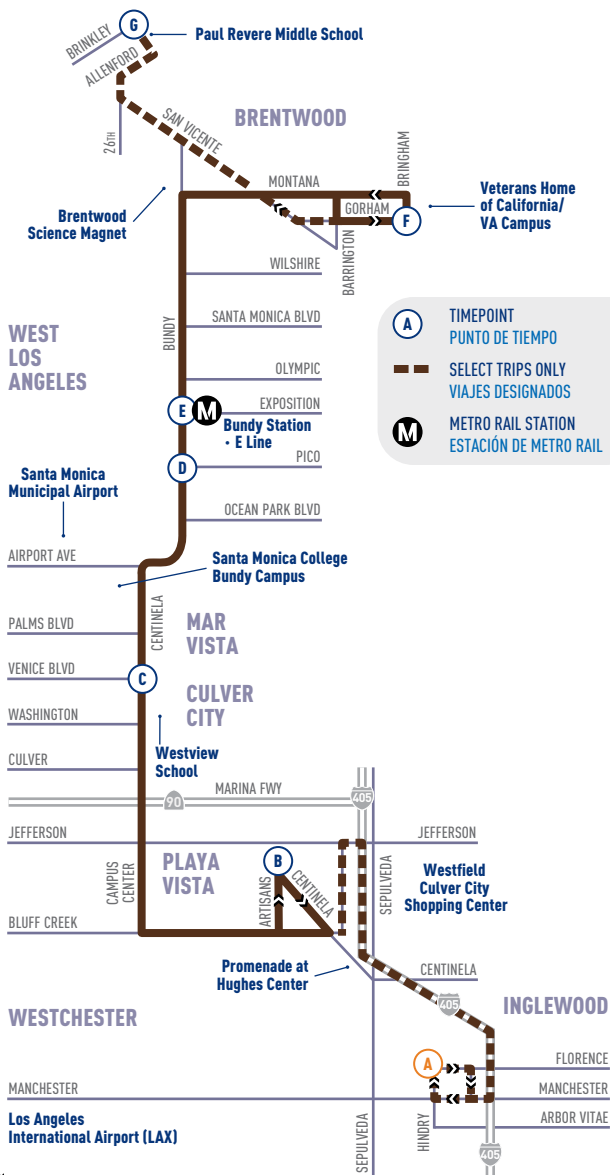 G
Paul Revere Middle School
BRINKLEY
ALLENFORD
SAN VICENTE
26TH
BRENTWOOD
BRINGHAM
MONTANA
GORHAM
F
Veterans Home
of California/
VA Campus
Brentwood
Science Magnet
BARRINGTON
WILSHIRE
BUNDY
SANTA MONICA BLVD
WEST
LOS
ANGELES
OLYMPIC
E
M
EXPOSITION
Bundy Station
• E Line
D
PICO
A
TIMEPOINT
PUNTO DE TIEMPO
SELECT TRIPS ONLY
VIAJES DESIGNADOS
M
METRO RAIL STATION
ESTACIÓN DE METRO RAIL
Santa Monica
Municipal Airport
OCEAN PARK BLVD
AIRPORT AVE
Santa Monica College
Bundy Campus
CENTINELA
PALMS BLVD
MAR
VISTA
VENICE BLVD
C
CULVER
CITY
WASHINGTON
Westview
School
CULVER
MARINA FWY
90
405
JEFFERSON
JEFFERSON
CAMPUS
CENTER
PLAYA
VISTA
B
ARTISANS
CENTINELA
SEPULVEDA
Westfield
Culver City
Shopping Center
BLUFF CREEK
Promenade at
Hughes Center
CENTINELA
405
WESTCHESTER
INGLEWOOD
A
FLORENCE
MANCHESTER
MANCHESTER
HINDRY
ARBOR VITAE
Los Angeles
International Airport (LAX)
SEPULVEDA
405